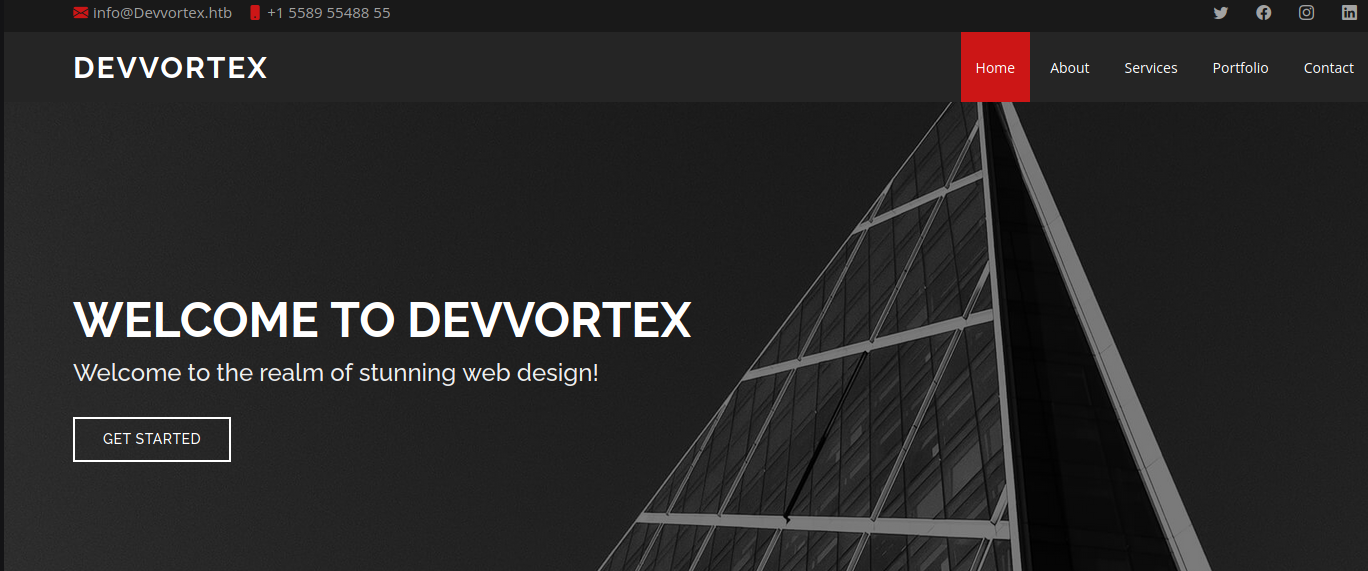 info@Devvortex.htb +1 5589 55488 55
DEVVORTEX Home About Services Portfolio Contact
WELCOME TO DEVVORTEX
Welcome to the realm of stunning web design!
GET STARTED